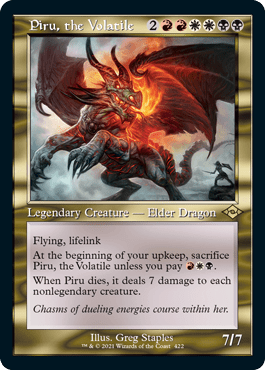 Piru, the Volatile 2
Legendary Creature — Elder Dragon
Flying, lifelink
At the beginning of your upkeep, sacrifice
Piru, the Volatile unless you pay .
When Piru dies, it deals 7 damage to
each nonlegendary creature.
Chasms of dueling energies course within her.
Illus. Greg Staples
™ & © 2021 Wizards of the Coast 422
7/7